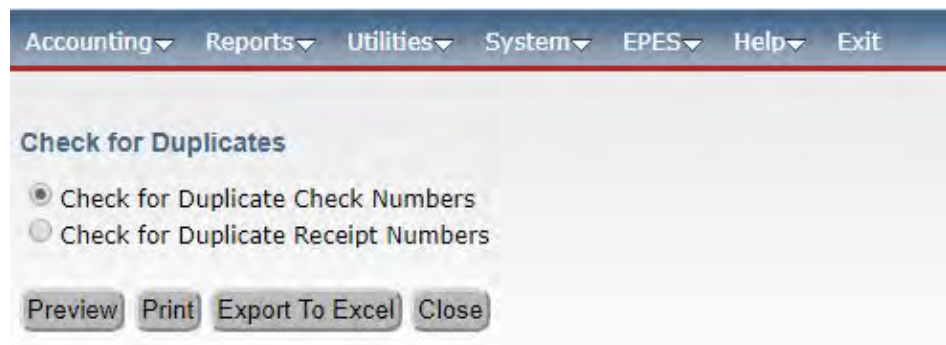 Accounting Reports Utilities System EPES Help Exit
Check for Duplicates
Check for Duplicate Check Numbers
Check for Duplicate Receipt Numbers
Preview Print Export To Excel Close